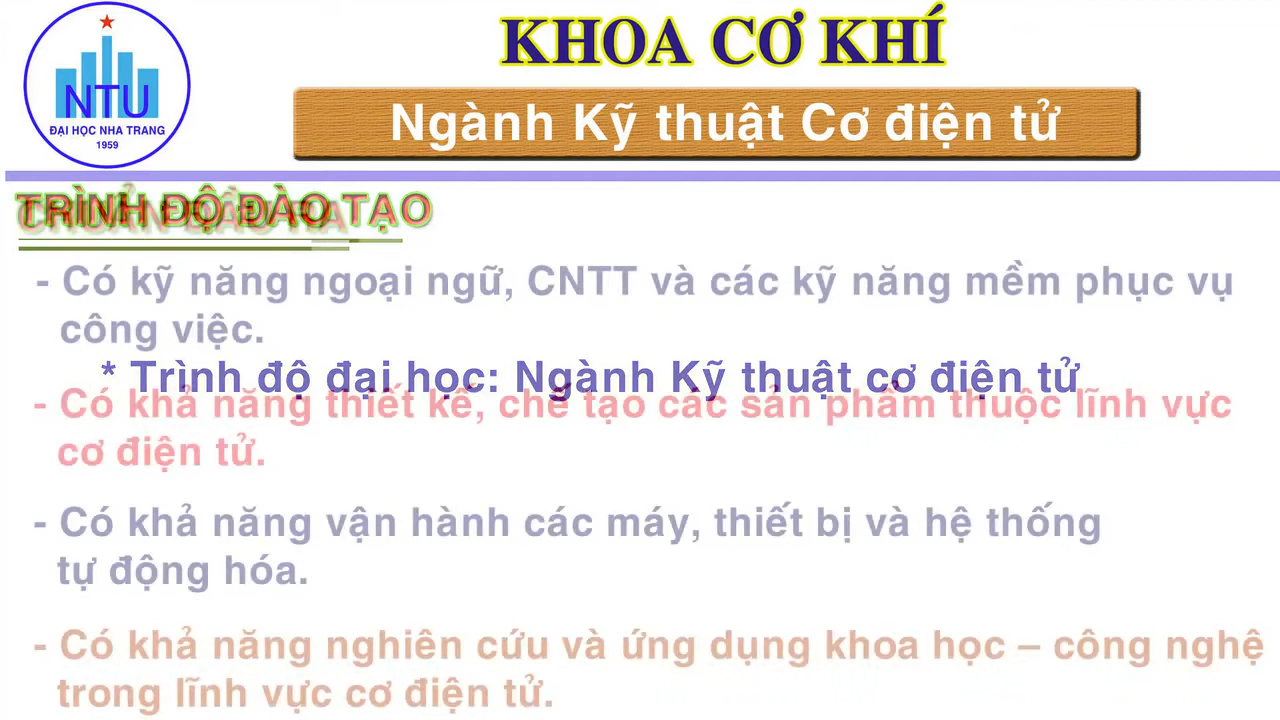 KHOA CƠ KHÍ
NTU
ĐẠI HỌC NHA TRANG
1959
Ngành Kỹ thuật Cơ điện tử
TRÌNH ĐỘ ĐÀO TẠO
CHUẨN ĐẦU RA
- Có kỹ năng ngoại ngữ, CNTT và các kỹ năng mềm phục vụ
công việc.
* Trình độ đại học: Ngành Kỹ thuật cơ điện tử
- Có khả năng thiết kế, chế tạo các sản phẩm thuộc lĩnh vực
cơ điện tử.
- Có khả năng vận hành các máy, thiết bị và hệ thống
tự động hóa.
- Có khả năng nghiên cứu và ứng dụng khoa học – công nghệ
trong lĩnh vực cơ điện tử.